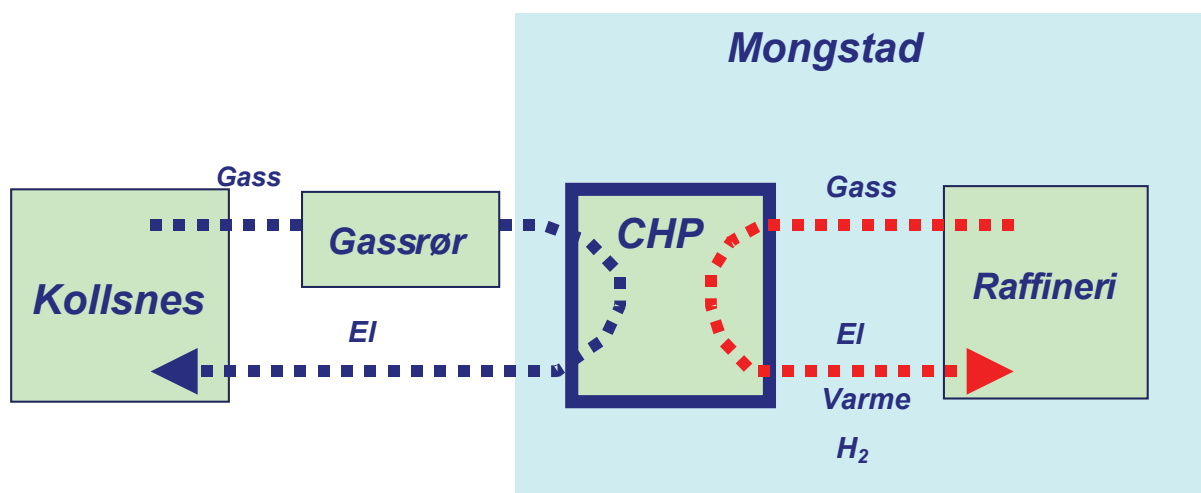 Mongstad
Gass
Gassrør
CHP
Gass
Kollsnes
Raffineri
El
El
Varme
H₂